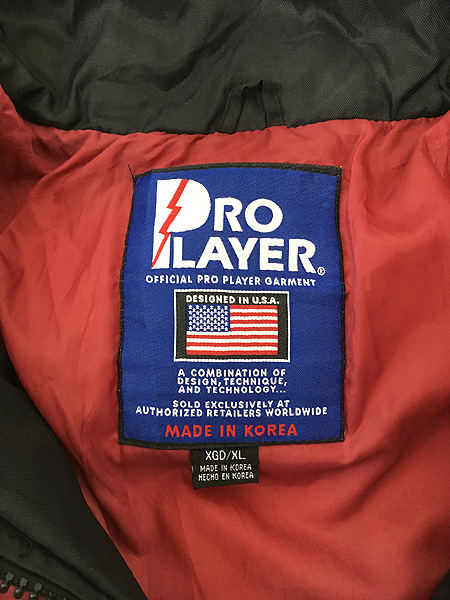 PRO
PLAYER®
OFFICIAL PRO PLAYER GARMENT
DESIGNED IN U.S.A.
A COMBINATION OF
DESIGN, TECHNIQUE,
AND TECHNOLOGY...
SOLD EXCLUSIVELY AT
AUTHORIZED RETAILERS WORLDWIDE
MADE IN KOREA
XGD/XL
MADE IN KOREA
HECHO EN KOREA